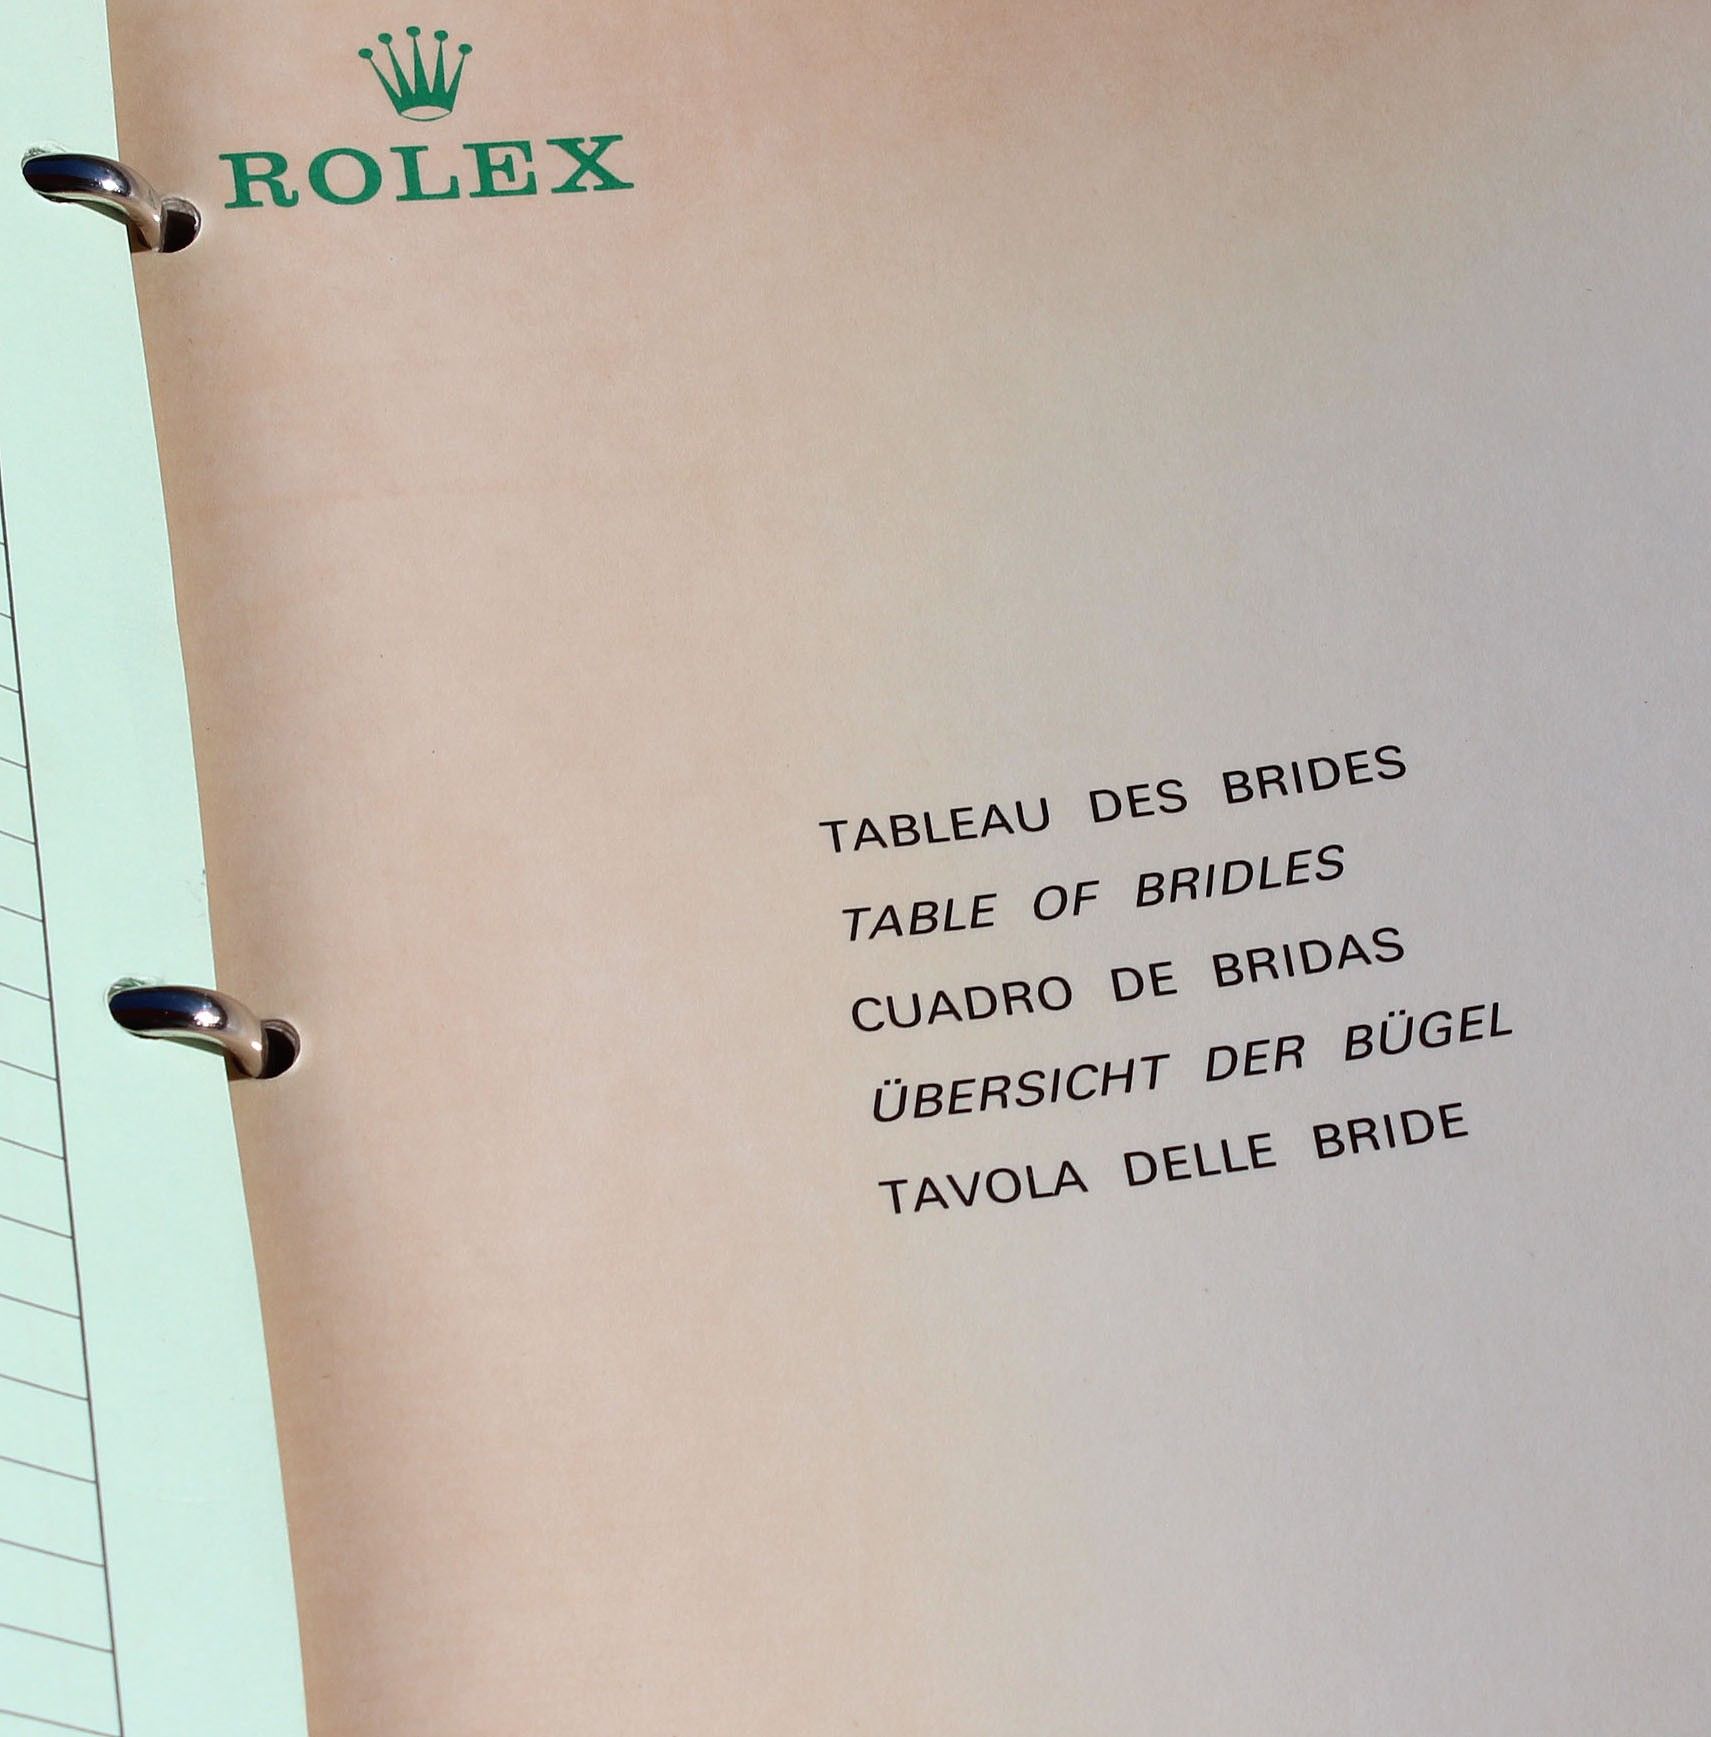 ROLEX
TABLEAU DES BRIDES
TABLE OF BRIDLES
CUADRO DE BRIDAS
ÜBERSICHT DER BÜGEL
TAVOLA DELLE BRIDE